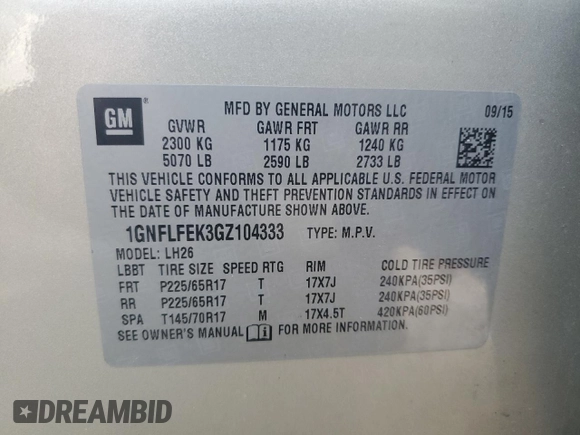 GM ® MFD BY GENERAL MOTORS LLC 09/15
GVWR GAWR FRT GAWR RR
2300 KG 1175 KG 1240 KG
5070 LB 2590 LB 2733 LB
THIS VEHICLE CONFORMS TO ALL APPLICABLE U.S. FEDERAL MOTOR
VEHICLE SAFETY AND THEFT PREVENTION STANDARDS IN EFFECT ON
THE DATE OF MANUFACTURE SHOWN ABOVE.
1GNFLFEK3GZ104333 TYPE: M.P.V.
MODEL: LH26
LBBT TIRE SIZE SPEED RTG RIM COLD TIRE PRESSURE
FRT P225/65R17 T 17X7J 240KPA(35PSI)
RR P225/65R17 T 17X7J 240KPA(35PSI)
SPA T145/70R17 M 17X4.5T 420KPA(60PSI)
SEE OWNER'S MANUAL FOR MORE INFORMATION.
DREAMBID